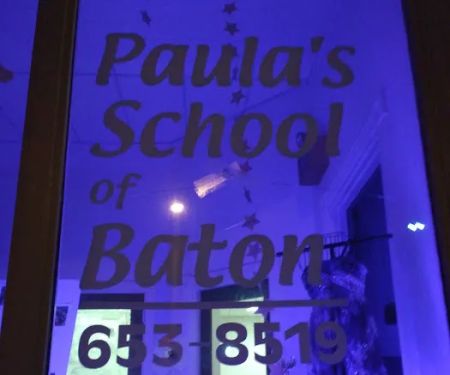 Paula's
School
of
Baton
653-8519